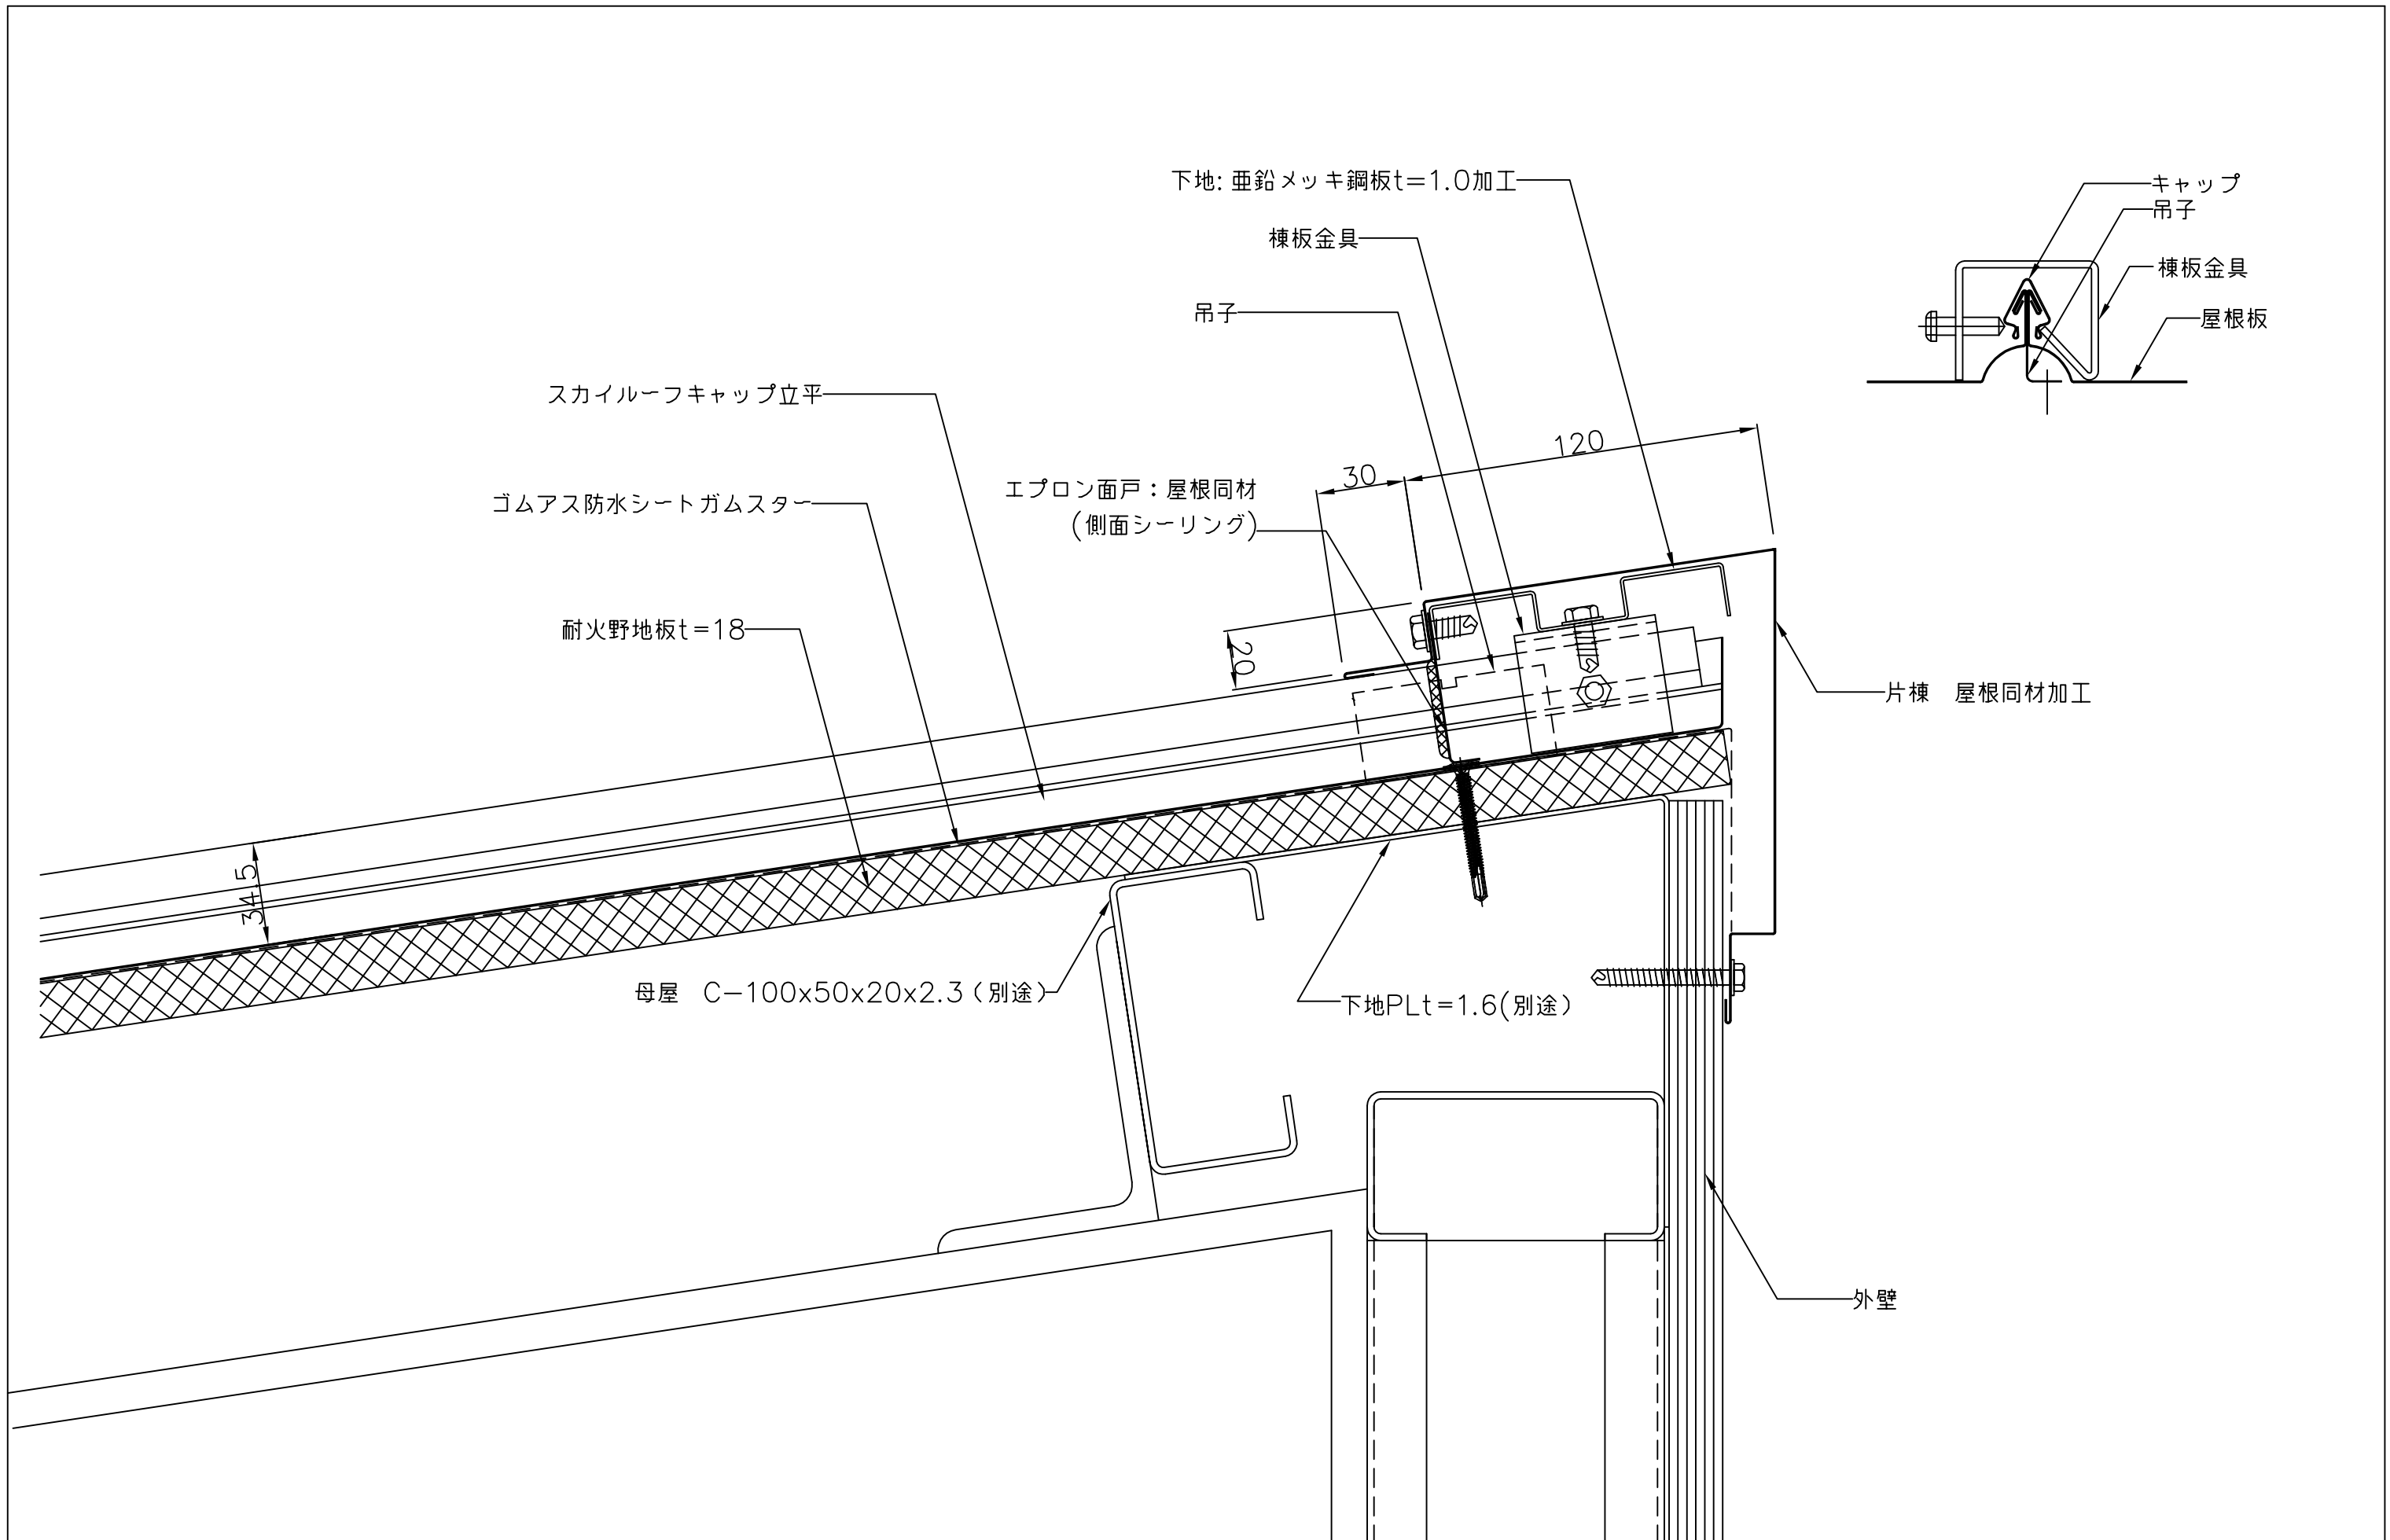 下地: 亜鉛メッキ鋼板t=1.0加工
棟板金具
吊子
スカイルーフキャップ立平
ゴムアス防水シートガムスター
エプロン面戸：屋根同材
(側面シーリング)
耐火野地板t=18
30
120
20
34.5
キャップ
吊子
棟板金具
屋根板
片棟　屋根同材加工
母屋　C-100x50x20x2.3（別途）
下地PLt=1.6(別途）
外壁